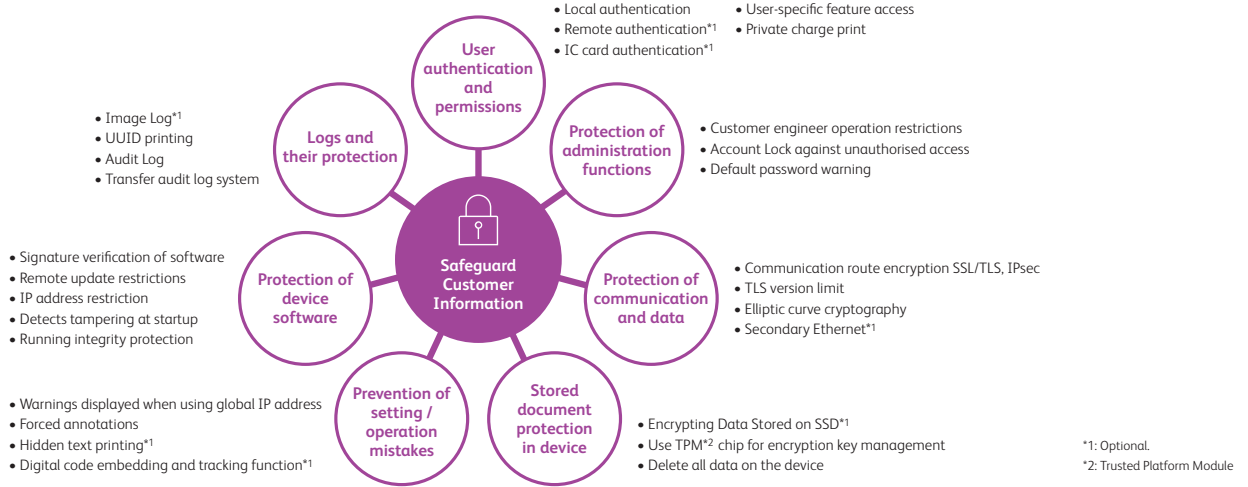 • Local authentication
• Remote authentication*1
• IC card authentication*1
• User-specific feature access
• Private charge print
User
authentication
and
permissions
• Image Log*1
• UUID printing
• Audit Log
• Transfer audit log system
Logs and
their protection
Protection of
administration
functions
• Customer engineer operation restrictions
• Account Lock against unauthorised access
• Default password warning
Safeguard
Customer
Information
• Signature verification of software
• Remote update restrictions
• IP address restriction
• Detects tampering at startup
• Running integrity protection
Protection of
device
software
Protection of
communication
and data
• Communication route encryption SSL/TLS, IPsec
• TLS version limit
• Elliptic curve cryptography
• Secondary Ethernet*1
• Warnings displayed when using global IP address
• Forced annotations
• Hidden text printing*1
• Digital code embedding and tracking function*1
Prevention of
setting /
operation
mistakes
Stored
document
protection
in device
• Encrypting Data Stored on SSD*1
• Use TPM*2 chip for encryption key management
• Delete all data on the device
*1: Optional.
*2: Trusted Platform Module